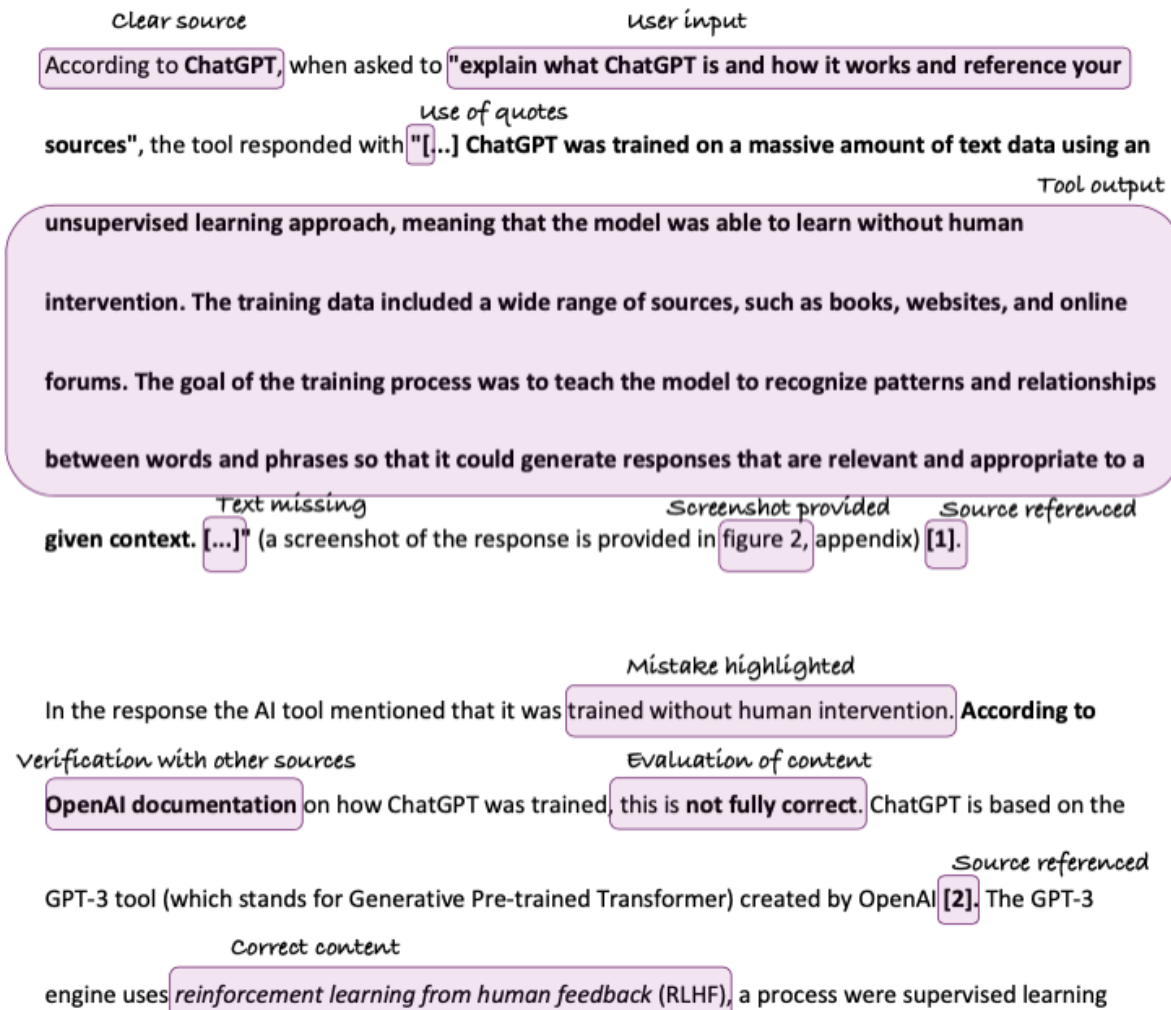 Clear source User input
According to ChatGPT, when asked to "explain what ChatGPT is and how it works and reference your
Use of quotes
sources", the tool responded with "[...] ChatGPT was trained on a massive amount of text data using an
Tool output
unsupervised learning approach, meaning that the model was able to learn without human
intervention. The training data included a wide range of sources, such as books, websites, and online
forums. The goal of the training process was to teach the model to recognize patterns and relationships
between words and phrases so that it could generate responses that are relevant and appropriate to a
Text missing Screenshot provided Source referenced
given context. [...]" (a screenshot of the response is provided in figure 2, appendix) [1].
Mistake highlighted
In the response the AI tool mentioned that it was trained without human intervention. According to
Verification with other sources Evaluation of content
OpenAI documentation on how ChatGPT was trained, this is not fully correct. ChatGPT is based on the
Source referenced
GPT-3 tool (which stands for Generative Pre-trained Transformer) created by OpenAI [2]. The GPT-3
Correct content
engine uses reinforcement learning from human feedback (RLHF), a process were supervised learning